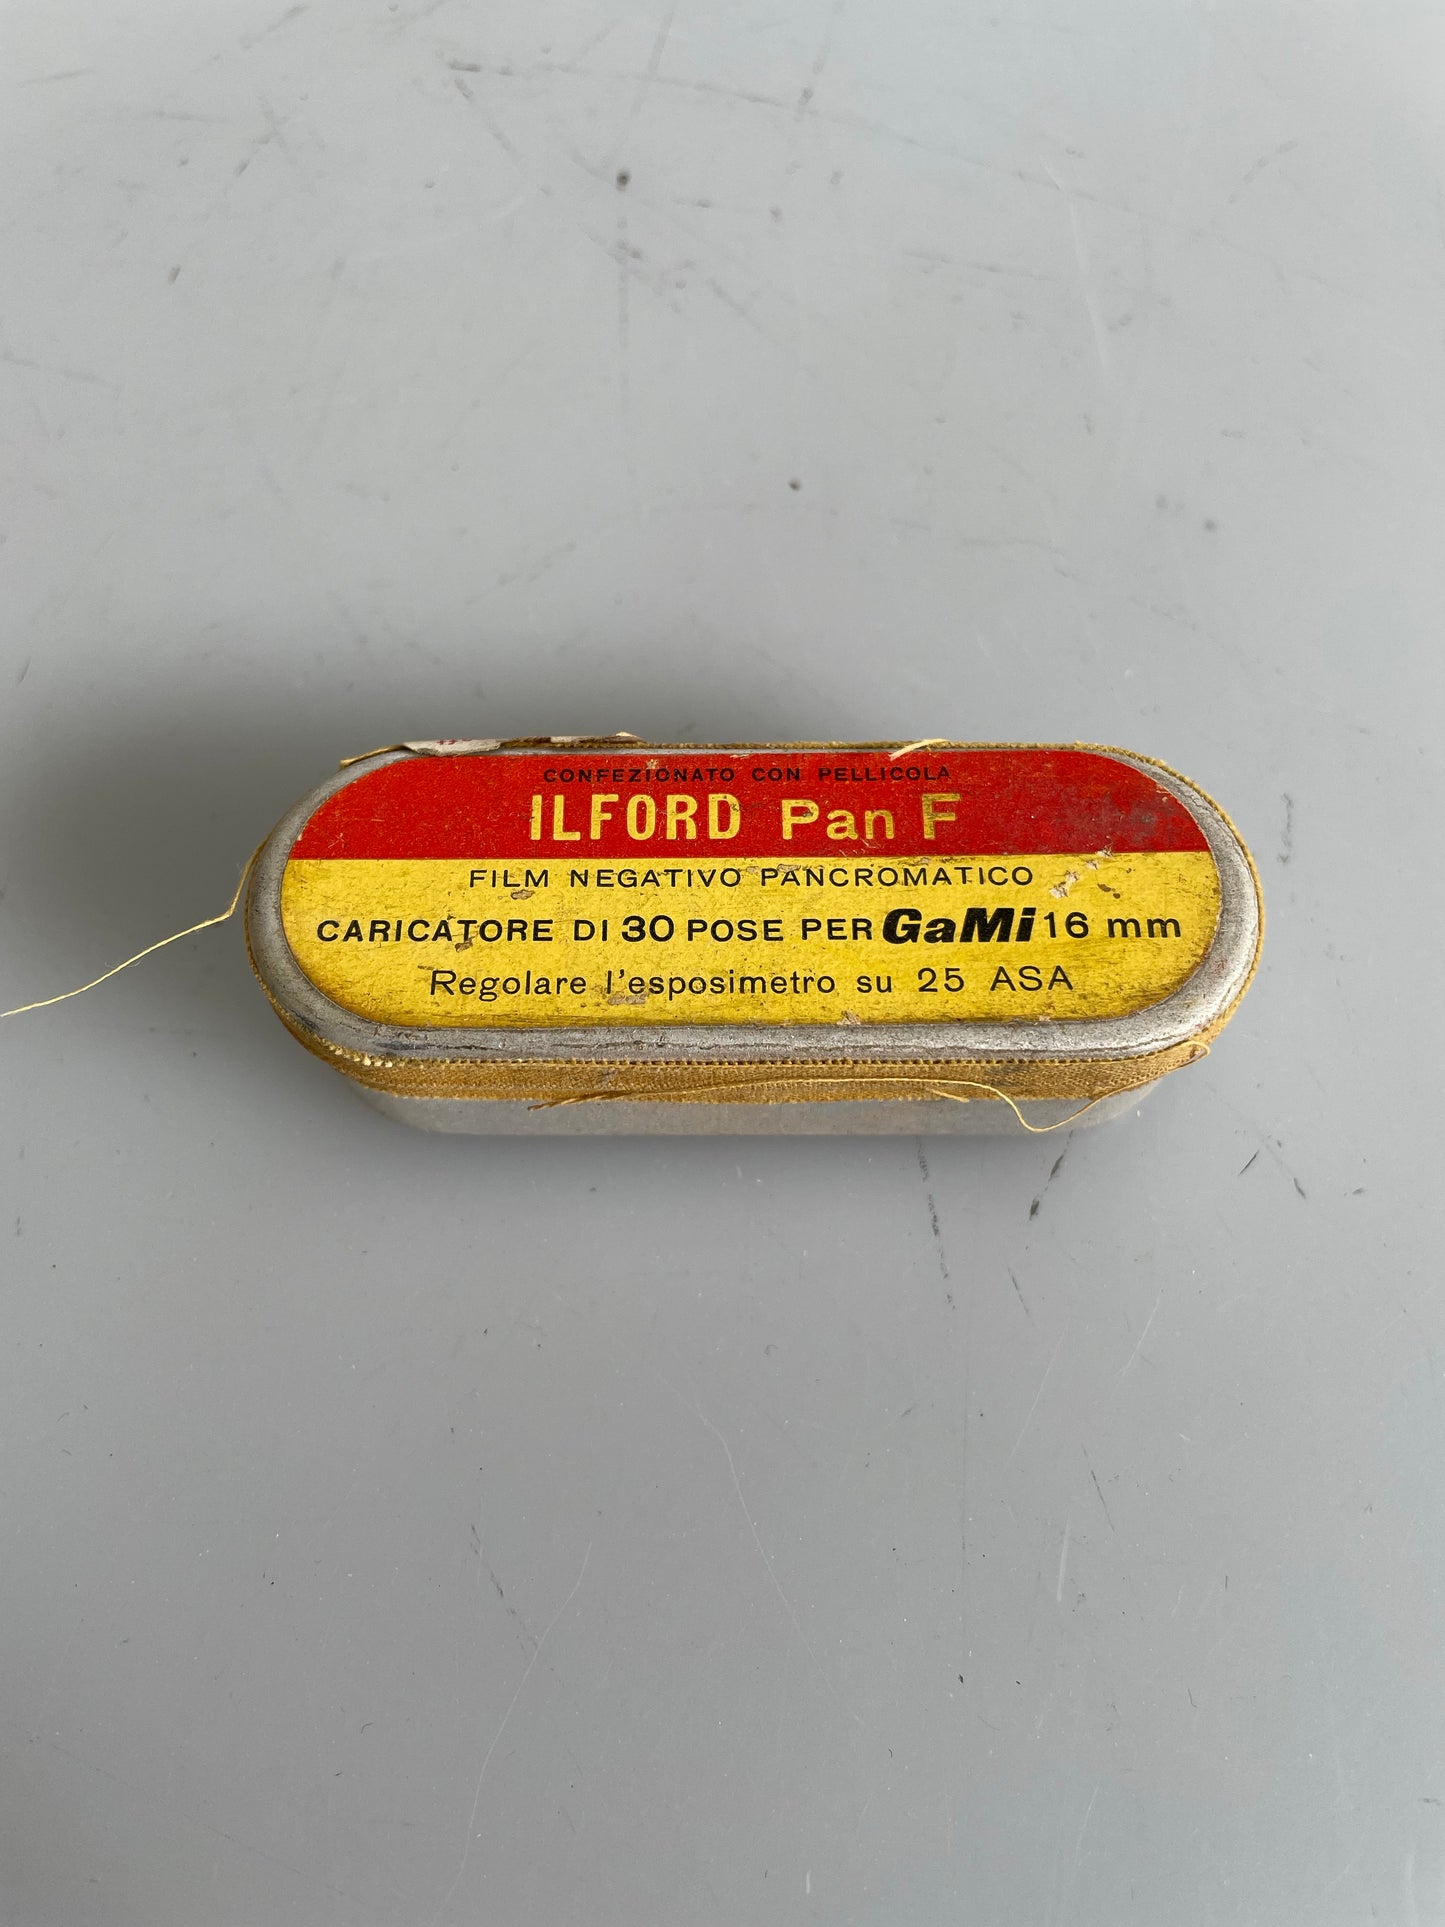 CONFEZIONATO CON PELLICOLA
ILFORD Pan F
FILM NEGATIVO PANCROMATICO
CARICATORE DI 30 POSE PER GaMi 16 mm
Regolare l'esposimetro su 25 ASA